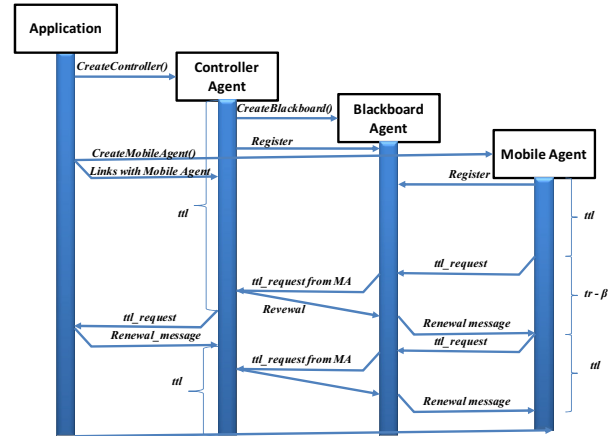 Application
CreateController()
Controller
Agent
CreateBlackboard()
Blackboard
Agent
Register
CreateMobileAgent()
Mobile Agent
Links with Mobile Agent
Register
ttl
ttl
ttl_request
ttl_request from MA
tr - β
Revewal
ttl_request
Renewal message
Renewal_message
ttl_request
ttl_request from MA
ttl
ttl
Renewal message